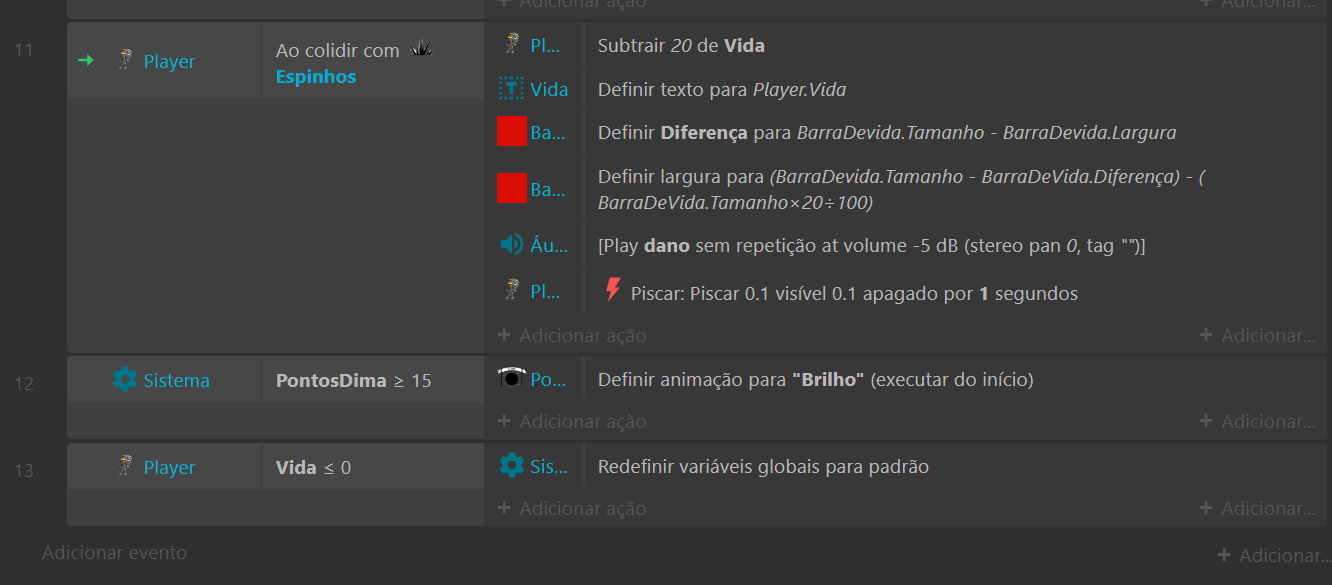 + Adicionar ação + Adicionar...
11 Player Ao colidir com Espinhos
Pl... Subtrair 20 de Vida
Vida Definir texto para Player.Vida
Ba... Definir Diferença para BarraDevida.Tamanho - BarraDevida.Largura
Ba... Definir largura para (BarraDevida.Tamanho - BarraDeVida.Diferença) - (
BarraDeVida.Tamanho×20÷100)
Áu... [Play dano sem repetição at volume -5 dB (stereo pan 0, tag "")]
Pl... Piscar: Piscar 0.1 visível 0.1 apagado por 1 segundos
+ Adicionar ação + Adicionar...
12 Sistema PontosDima ≥ 15 Po... Definir animação para "Brilho" (executar do início)
+ Adicionar ação + Adicionar...
13 Player Vida ≤ 0 Sis... Redefinir variáveis globais para padrão
+ Adicionar ação + Adicionar...
Adicionar evento + Adicionar...